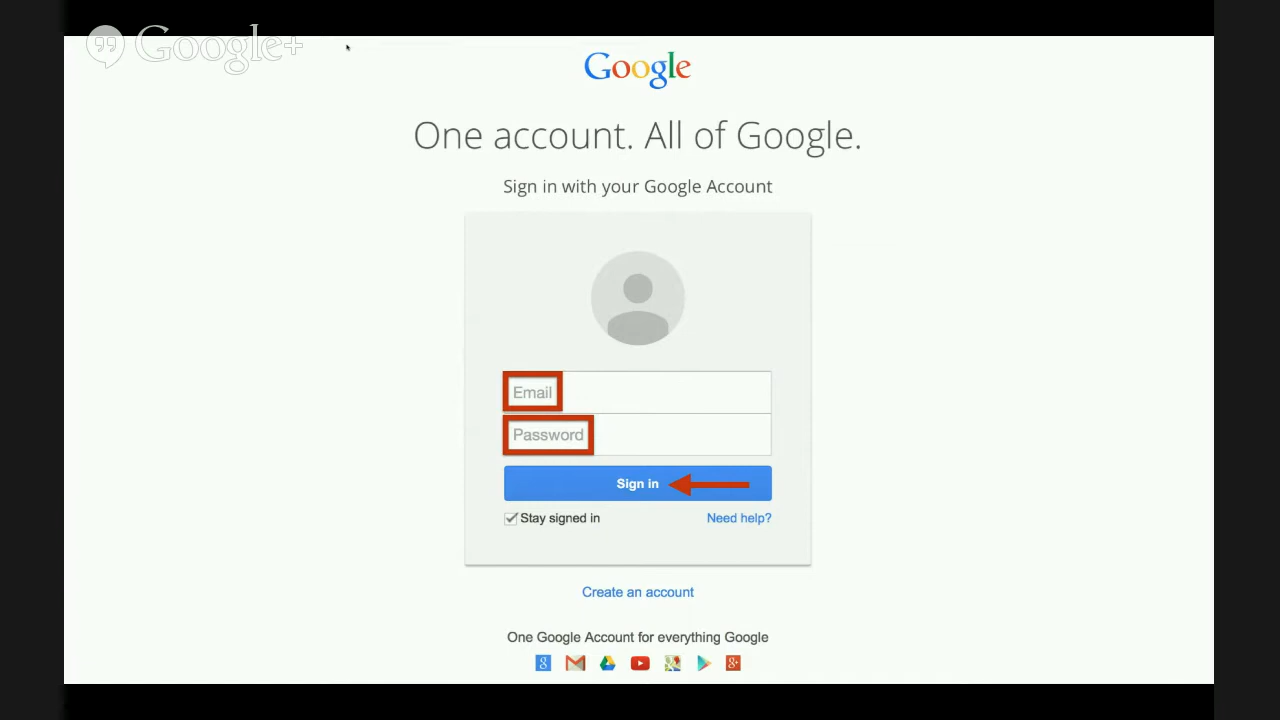 Google+
Google
One account. All of Google.
Sign in with your Google Account
Email
Password
Sign in
Stay signed in
Need help?
Create an account
One Google Account for everything Google